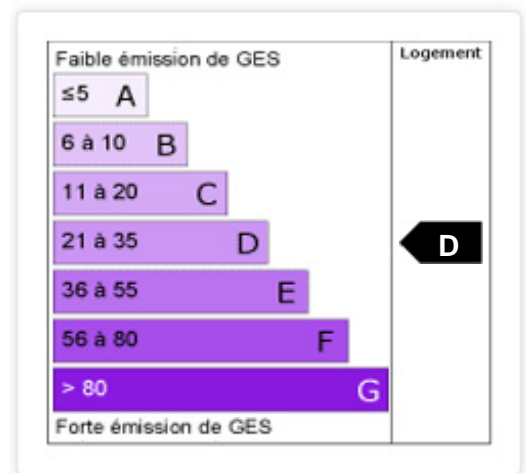 Faible émission de GES
Logement
≤5 A
6 à 10 B
11 à 20 C
21 à 35 D
D
36 à 55 E
56 à 80 F
> 80 G
Forte émission de GES